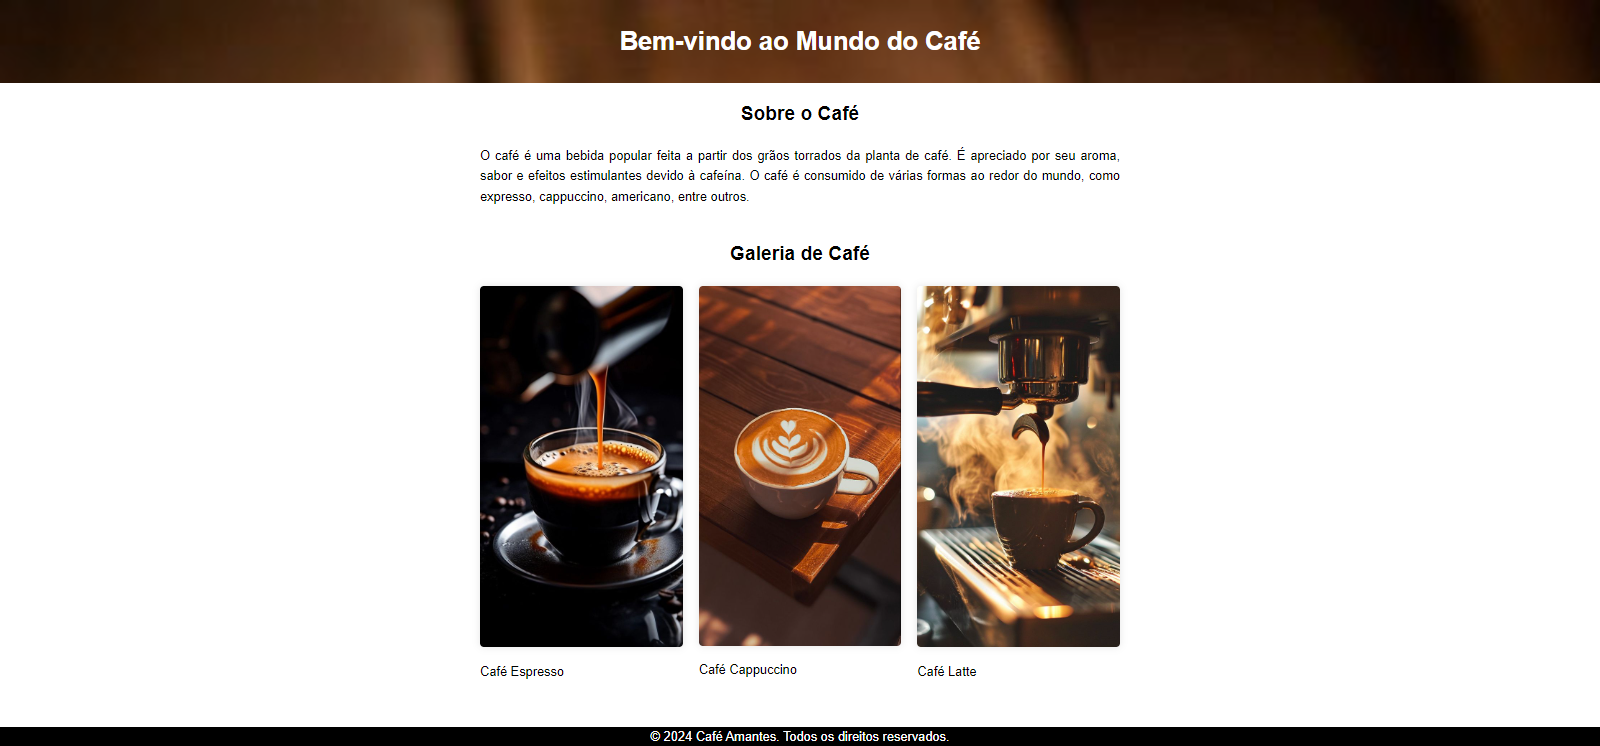 Bem-vindo ao Mundo do Café
Sobre o Café
O café é uma bebida popular feita a partir dos grãos torrados da planta de café. É apreciado por seu aroma,
sabor e efeitos estimulantes devido à cafeína. O café é consumido de várias formas ao redor do mundo, como
expresso, cappuccino, americano, entre outros.
Galeria de Café
Café Espresso
Café Cappuccino
Café Latte
© 2024 Café Amantes. Todos os direitos reservados.